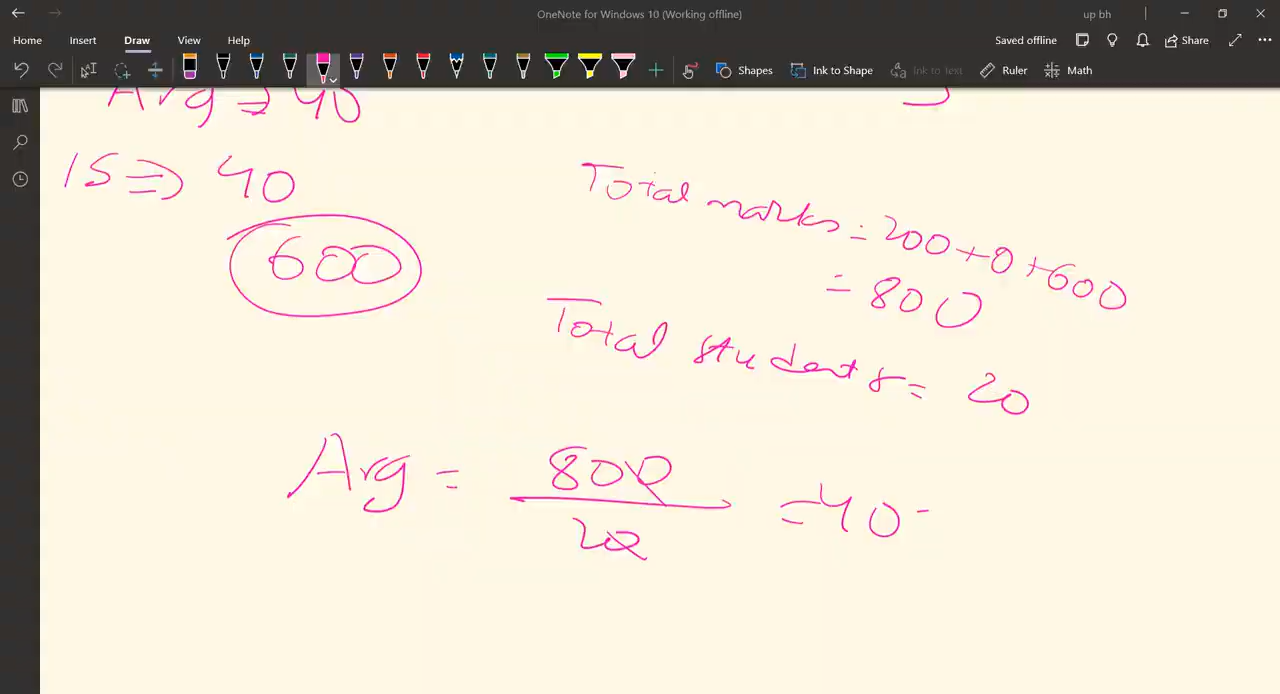 OneNote for Windows 10 (Working offline)
up bh
Home Insert Draw View Help
Saved offline
Share
Shapes
Ink to Shape
Ink to Text
Ruler
Math
Avg ⇒ 40
15 ⇒ 40
600
Total marks = 200+0+600
= 800
Total students = 20
Avg = 800/20 = 40